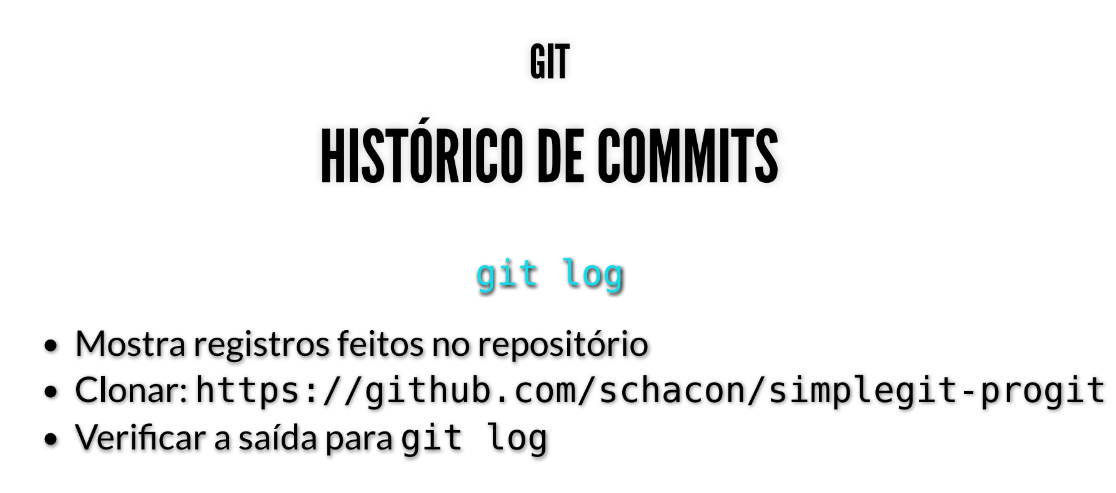 GIT
HISTÓRICO DE COMMITS
git log
• Mostra registros feitos no repositório
• Clonar: https://github.com/schacon/simplegit-progit
• Verificar a saída para git log